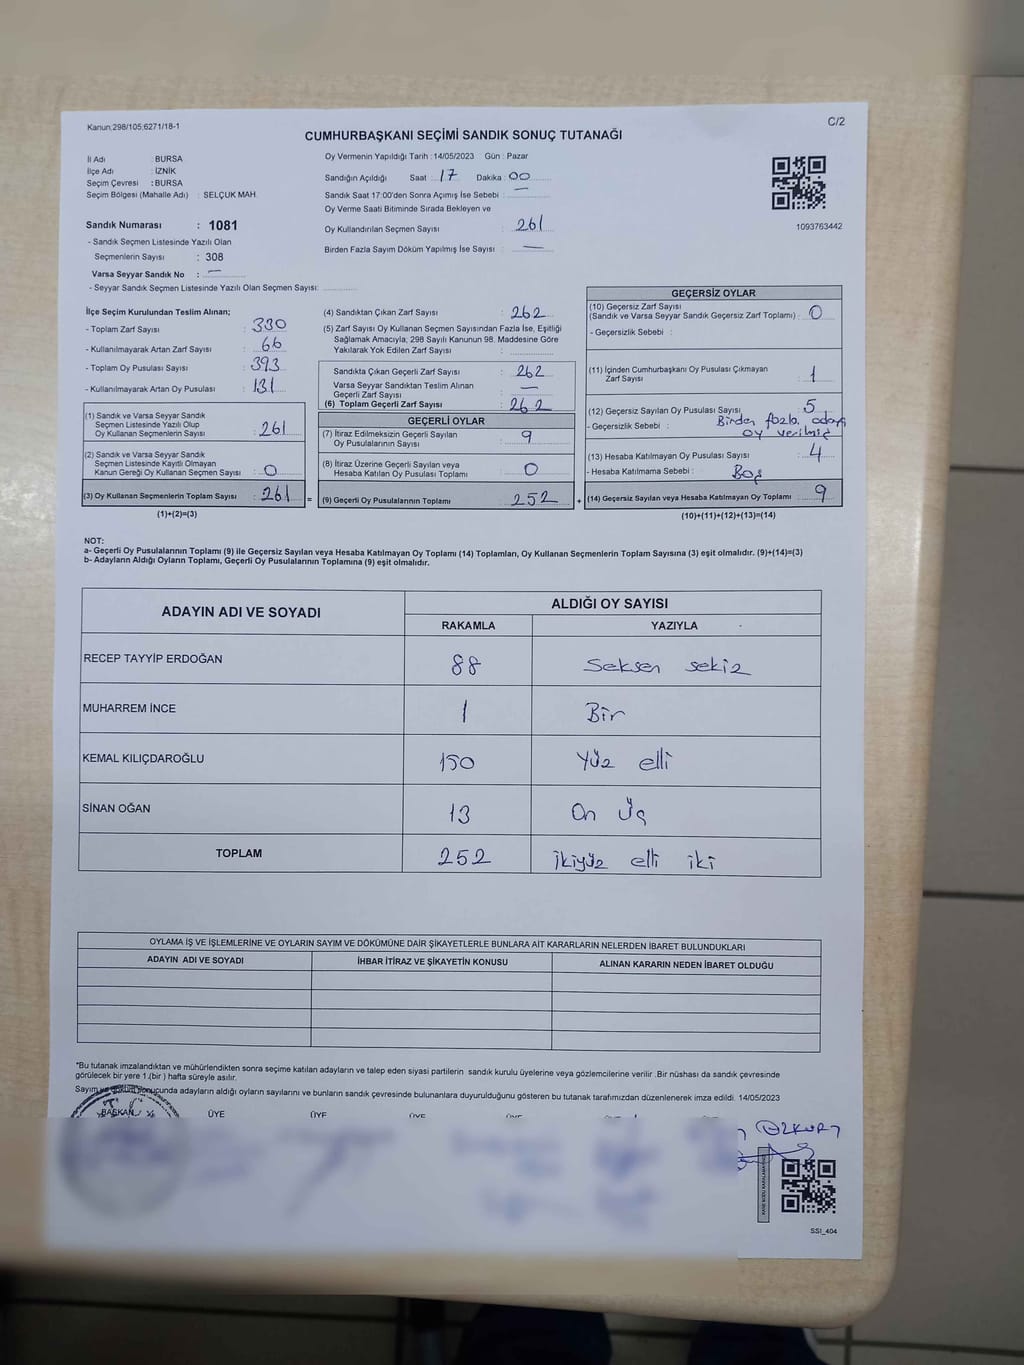 Kanun;298/105;6271/18-1
C/2
CUMHURBAŞKANI SEÇİMİ SANDIK SONUÇ TUTANAĞI
İl Adı : BURSA
İlçe Adı : İZNİK
Seçim Çevresi : BURSA
Seçim Bölgesi (Mahalle Adı) : SELÇUK MAH.
Oy Vermenin Yapıldığı Tarih : 14/05/2023 Gün : Pazar
Sandığın Açıldığı Saat : 17 Dakika : 00
Sandık Saat 17:00'den Sonra Açımış İse Sebebi : —
Oy Verme Saati Bitiminde Sırada Bekleyen ve
Oy Kullandırılan Seçmen Sayısı : 261
Birden Fazla Sayım Döküm Yapılmış İse Sayısı : —
1093763442
Sandık Numarası : 1081
- Sandık Seçmen Listesinde Yazılı Olan
Seçmenlerin Sayısı : 308
Varsa Seyyar Sandık No : —
- Seyyar Sandık Seçmen Listesinde Yazılı Olan Seçmen Sayısı:
İlçe Seçim Kurulundan Teslim Alınan;
- Toplam Zarf Sayısı : 330
- Kullanılmayarak Artan Zarf Sayısı : 66
- Toplam Oy Pusulası Sayısı : 393
- Kullanılmayarak Artan Oy Pusulası : 131
(1) Sandık ve Varsa Seyyar Sandık
Seçmen Listesinde Yazılı Olup
Oy Kullanan Seçmenlerin Sayısı : 261
(2) Sandık ve Varsa Seyyar Sandık
Seçmen Listesinde Kayıtlı Olmayan
Kanun Gereği Oy Kullanan Seçmen Sayısı : 0
(3) Oy Kullanan Seçmenlerin Toplam Sayısı : 261 =
(1)+(2)=(3)
(4) Sandıktan Çıkan Zarf Sayısı : 262
(5) Zarf Sayısı Oy Kullanan Seçmen Sayısından Fazla İse, Eşitliği
Sağlamak Amacıyla; 298 Sayılı Kanunun 98. Maddesine Göre
Yakılarak Yok Edilen Zarf Sayısı :
Sandıkta Çıkan Geçerli Zarf Sayısı : 262
Varsa Seyyar Sandıktan Teslim Alınan
Geçerli Zarf Sayısı : —
(6) Toplam Geçerli Zarf Sayısı : 262
GEÇERLİ OYLAR
(7) İtiraz Edilmeksizin Geçerli Sayılan
Oy Pusulalarının Sayısı : 9
(8) İtiraz Üzerine Geçerli Sayılan veya
Hesaba Katılan Oy Pusulası Toplamı : 0
(9) Geçerli Oy Pusulalarının Toplamı : 252 +
GEÇERSİZ OYLAR
(10) Geçersiz Zarf Sayısı
(Sandık ve Varsa Seyyar Sandık Geçersiz Zarf Toplamı) : 0
- Geçersizlik Sebebi :
(11) İçinden Cumhurbaşkanı Oy Pusulası Çıkmayan
Zarf Sayısı : 1
(12) Geçersiz Sayılan Oy Pusulası Sayısı : 5
- Geçersizlik Sebebi : Birden fazla adaya
oy verilmiş
(13) Hesaba Katılmayan Oy Pusulası Sayısı : 4
- Hesaba Katılmama Sebebi : Boş
(14) Geçersiz Sayılan veya Hesaba Katılmayan Oy Toplamı : 9
(10)+(11)+(12)+(13)=(14)
NOT:
a- Geçerli Oy Pusulalarının Toplamı (9) ile Geçersiz Sayılan veya Hesaba Katılmayan Oy Toplamı (14) Toplamları, Oy Kullanan Seçmenlerin Toplam Sayısına (3) eşit olmalıdır. (9)+(14)=(3)
b- Adayların Aldığı Oyların Toplamı, Geçerli Oy Pusulalarının Toplamına (9) eşit olmalıdır.
ADAYIN ADI VE SOYADI
ALDIĞI OY SAYISI
RAKAMLA YAZIYLA
RECEP TAYYİP ERDOĞAN 88 Seksen sekiz
MUHARREM İNCE 1 Bir
KEMAL KILIÇDAROĞLU 150 Yüz elli
SİNAN OĞAN 13 On Üç
TOPLAM 252 ikiyüz elli iki
OYLAMA İŞ VE İŞLEMLERİNE VE OYLARIN SAYIM VE DÖKÜMÜNE DAİR ŞİKAYETLERLE BUNLARA AİT KARARLARIN NELERDEN İBARET BULUNDUKLARI
ADAYIN ADI VE SOYADI İHBAR İTİRAZ VE ŞİKAYETİN KONUSU ALINAN KARARIN NEDEN İBARET OLDUĞU
*Bu tutanak imzalandıktan ve mühürlendikten sonra seçime katılan adayların ve talep eden siyasi partilerin sandık kurulu üyelerine veya gözlemcilerine verilir .Bir nüshası da sandık çevresinde
görülecek bir yere 1.(bir ) hafta süreyle asılır.
Sayım ve döküm sonucunda adayların aldığı oyların sayılarını ve bunların sandık çevresinde bulunanlara duyurulduğunu gösteren bu tutanak tarafımızdan düzenlenerek imza edildi. 14/05/2023
BAŞKAN ÜYE ÜYE ÜYE ÜYE
SSI_404